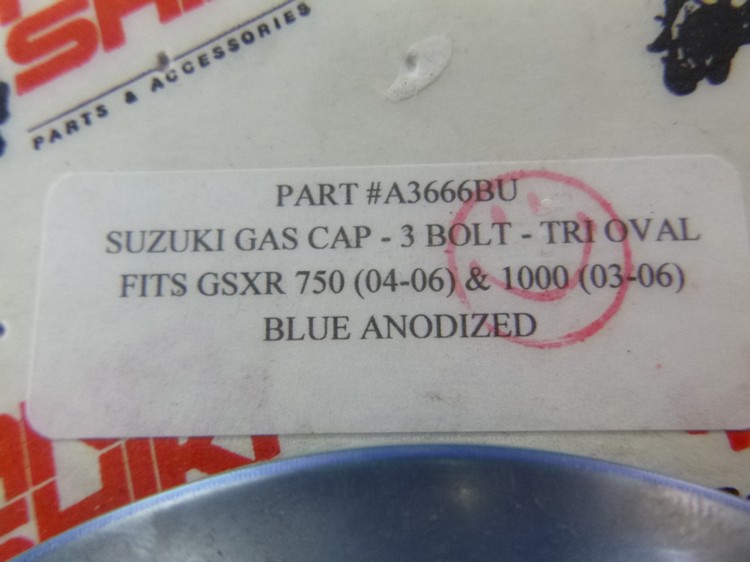 PARTS & ACCESSORIES
PART #A3666BU
SUZUKI GAS CAP - 3 BOLT - TRI OVAL
FITS GSXR 750 (04-06) & 1000 (03-06)
BLUE ANODIZED